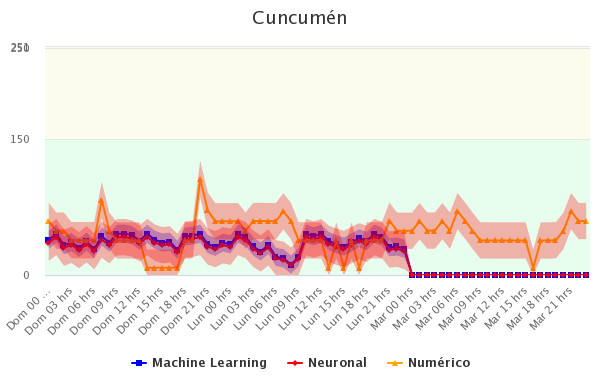 Cuncumén
251
150
0
Dom 00 ...
Dom 03 hrs
Dom 06 hrs
Dom 09 hrs
Dom 12 hrs
Dom 15 hrs
Dom 18 hrs
Dom 21 hrs
Lun 00 hrs
Lun 03 hrs
Lun 06 hrs
Lun 09 hrs
Lun 12 hrs
Lun 15 hrs
Lun 18 hrs
Lun 21 hrs
Mar 00 hrs
Mar 03 hrs
Mar 06 hrs
Mar 09 hrs
Mar 12 hrs
Mar 15 hrs
Mar 18 hrs
Mar 21 hrs
Machine Learning Neuronal Numérico